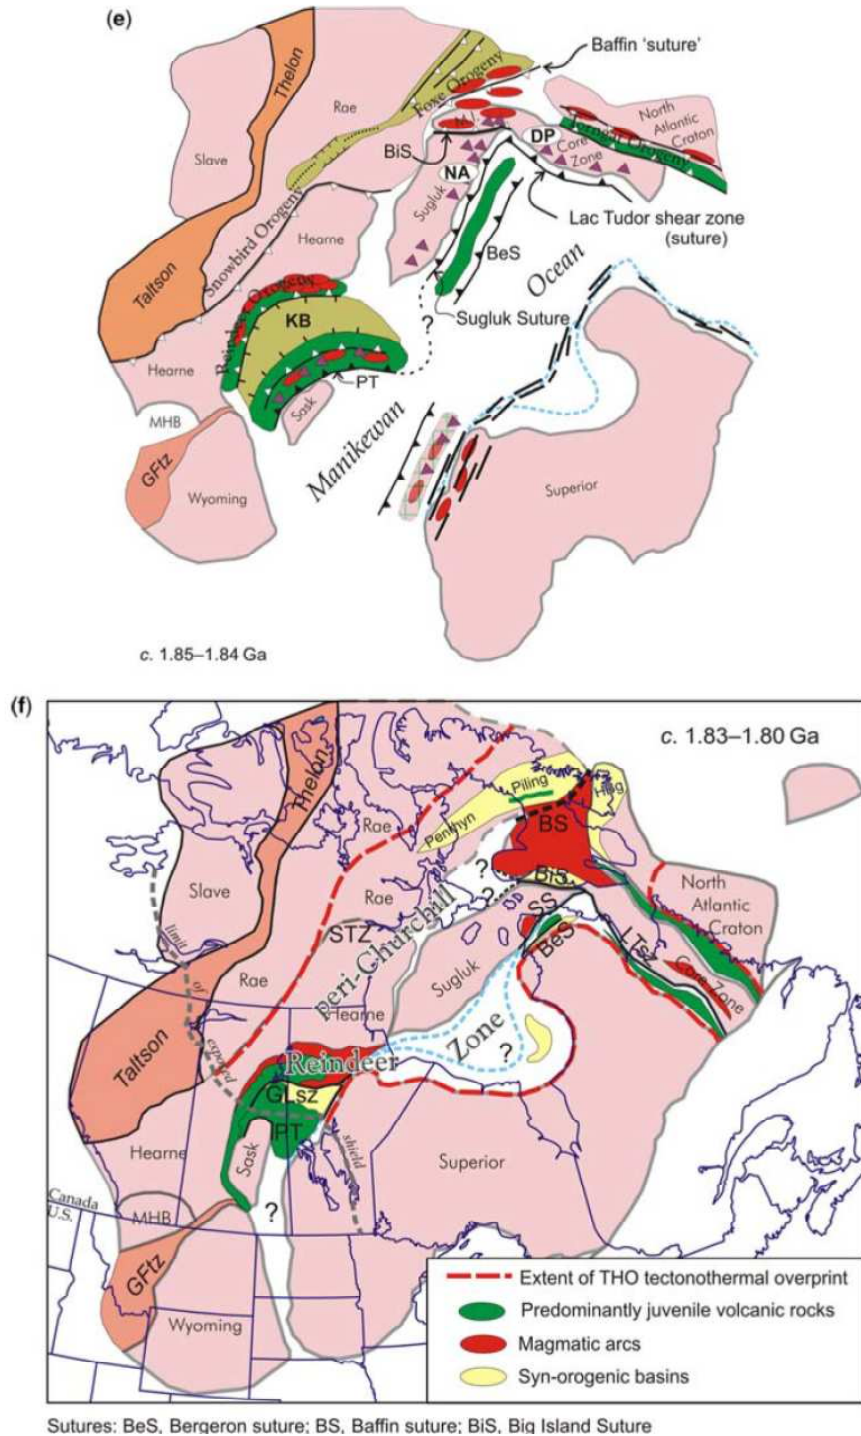 (e)
Baffin 'suture'
Thelon
Rae
Foxe Orogeny
M.I.
North
Atlantic
Craton
Torngat Orogeny
DP
Core
Zone
Slave
BiS
NA
Sugluk
Lac Tudor shear zone
(suture)
Snowbird Orogeny
Hearne
BeS
Ocean
Taltson
Sugluk Suture
Reindeer Orogeny
KB
?
Hearne
PT
Sask
MHB
Manikewan
GFtz
Wyoming
Superior
c. 1.85–1.84 Ga
(f)
c. 1.83–1.80 Ga
Thelon
Piling
Penrhyn
Hbg
Rae
BS
Slave
?
?
BiS
North
Atlantic
Craton
Rae
SS
limit
STZ
BeS
LTsz
of
Rae
peri-Churchill
Sugluk
Core Zone
Hearne
Taltson
exposed
Zone
?
Reindeer
GLsz
PT
Hearne
Sask
shield
Superior
Canada
U.S.
MHB
?
GFtz
Wyoming
Extent of THO tectonothermal overprint
Predominantly juvenile volcanic rocks
Magmatic arcs
Syn-orogenic basins
Sutures: BeS, Bergeron suture; BS, Baffin suture; BiS, Big Island Suture